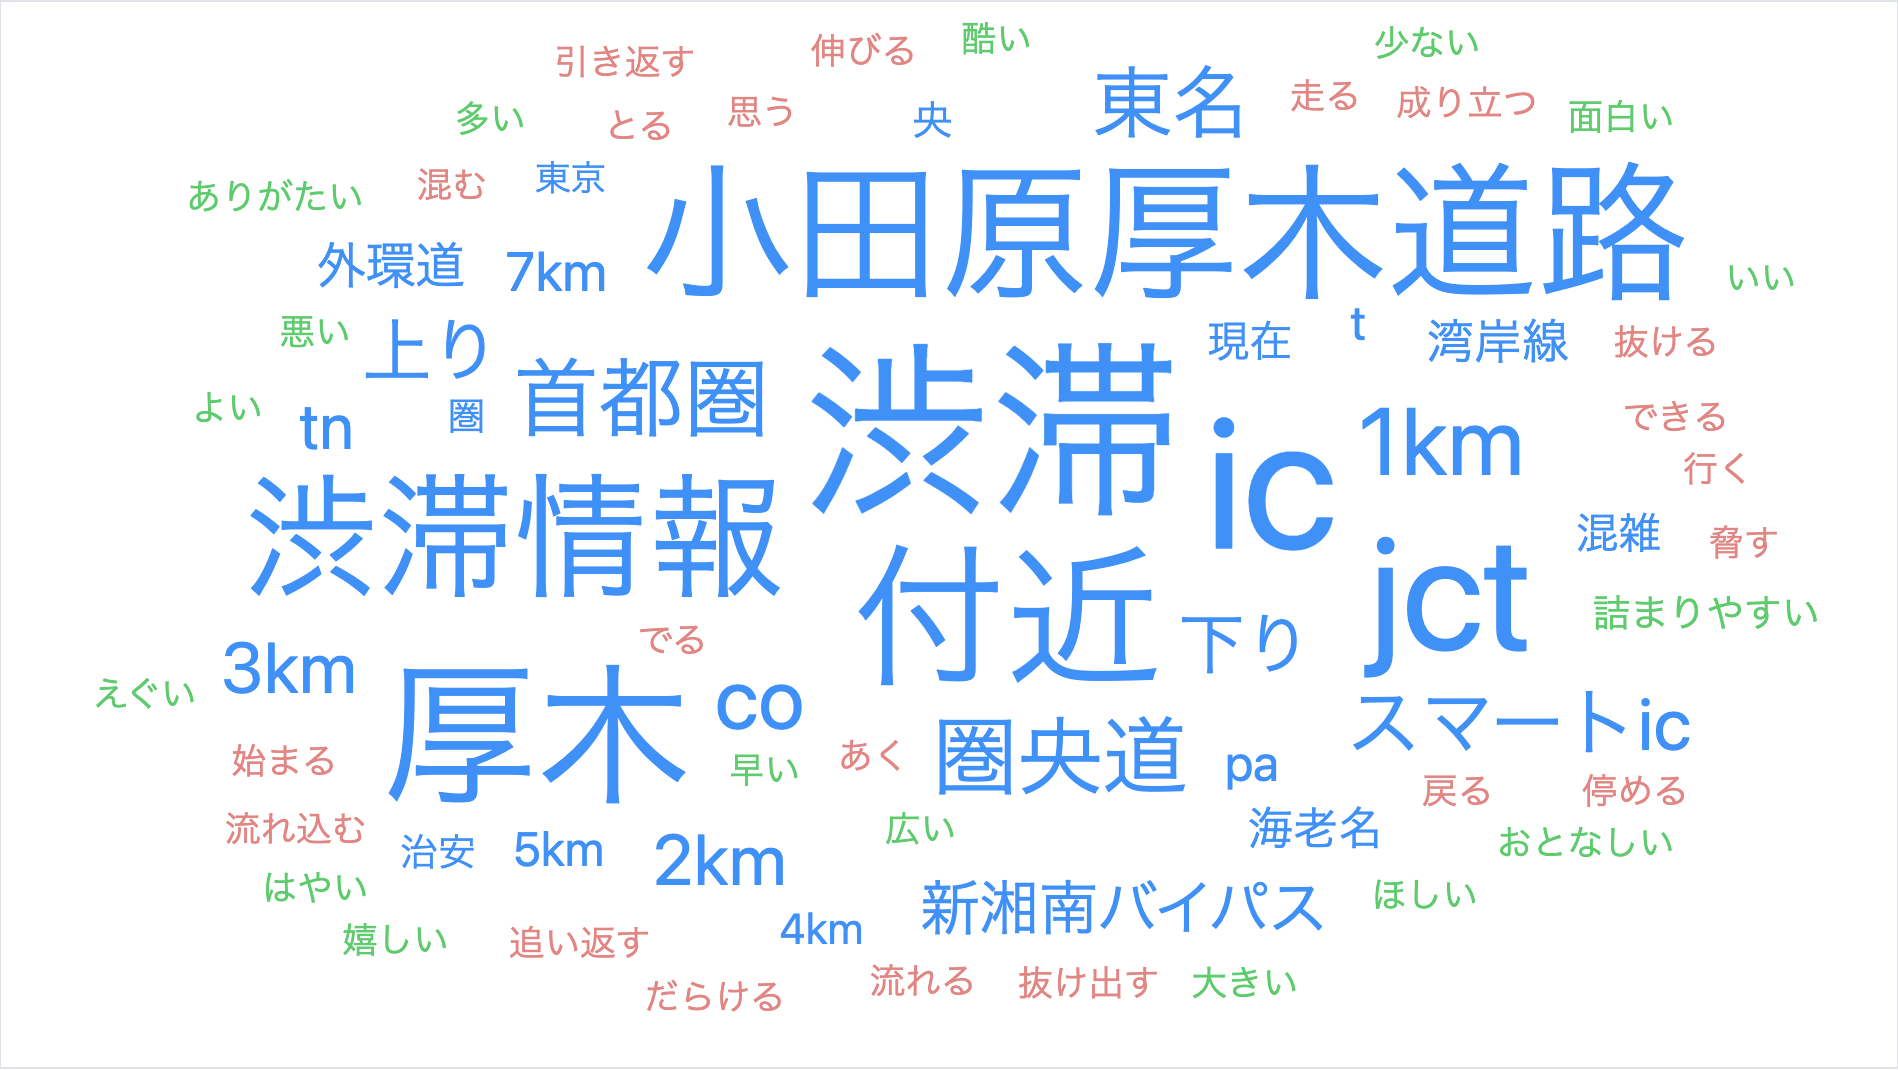 引き返す 伸びる 酷い 少ない
多い とる 思う 央 東名 走る 成り立つ 面白い
ありがたい 混む 東京 小田原厚木道路
外環道 7km いい
悪い 上り 首都圏 渋滞 現在 t 湾岸線 抜ける
よい tn 圏 ic 1km できる
行く
渋滞情報 混雑 脅す
付近 下り jct 詰まりやすい
えぐい 3km 厚木 でる co スマートic
始まる 早い あく 圏央道 pa 戻る 停める
流れ込む 治安 5km 2km 広い 海老名 おとなしい
はやい 4km 新湘南バイパス ほしい
嬉しい 追い返す
だらける 流れる 抜け出す 大きい